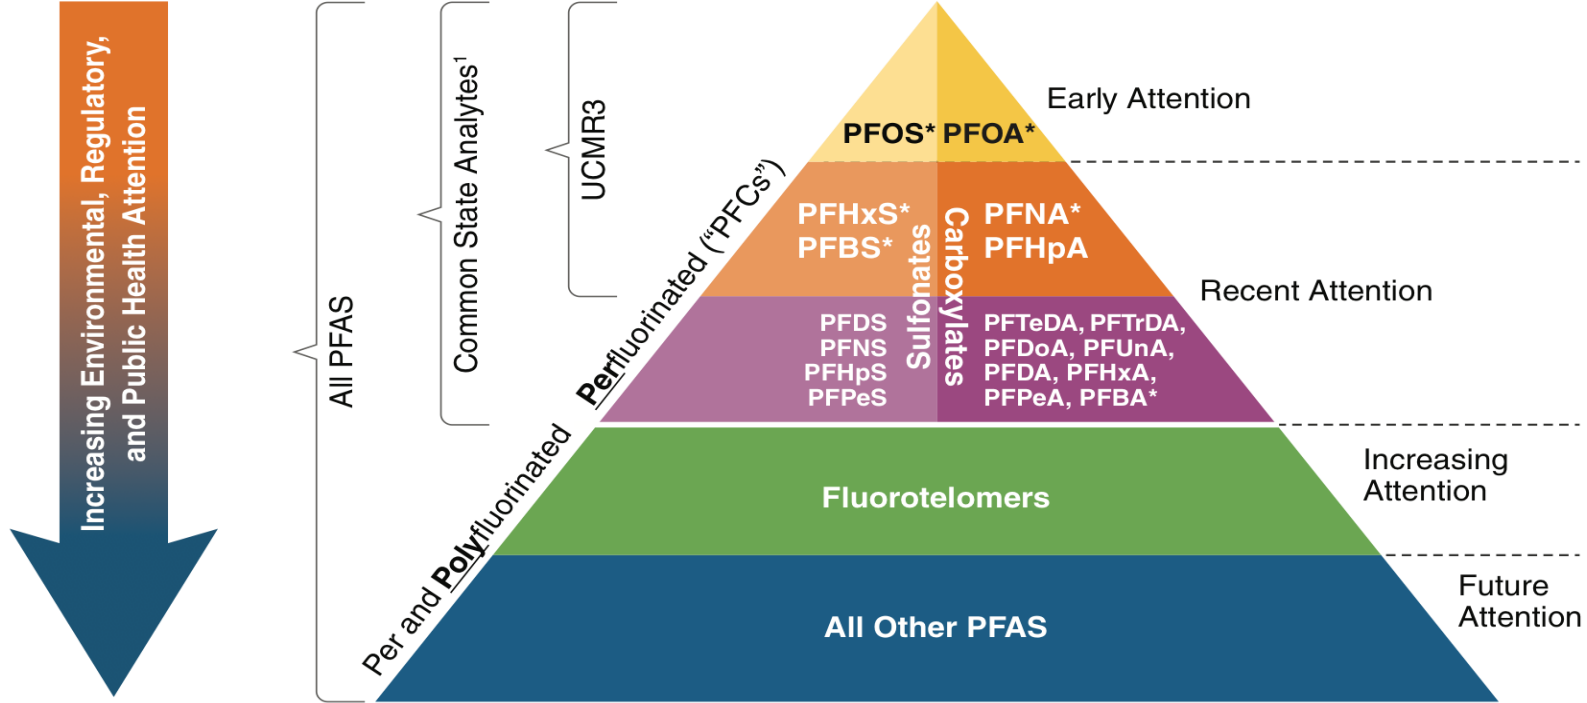 Increasing Environmental, Regulatory,
and Public Health Attention
All PFAS
Common State Analytes¹
UCMR3
Perfluorinated (“PFCs”)
Per and Polyfluorinated
PFOS* PFOA*
Early Attention
PFHxS*
PFBS*
Sulfonates
Carboxylates
PFNA*
PFHpA
Recent Attention
PFDS
PFNS
PFHpS
PFPeS
PFTeDA, PFTrDA,
PFDoA, PFUnA,
PFDA, PFHxA,
PFPeA, PFBA*
Fluorotelomers
Increasing
Attention
All Other PFAS
Future
Attention